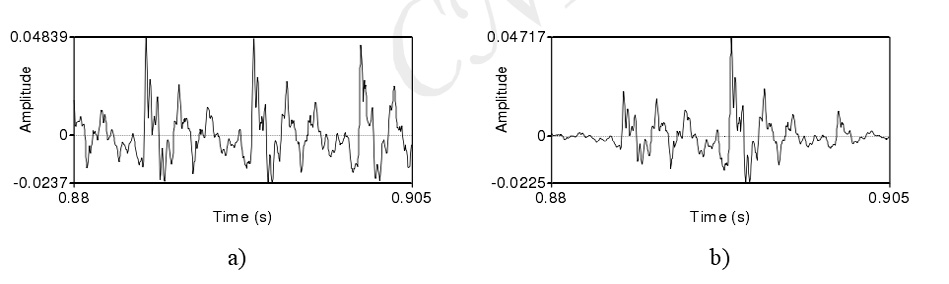 0.04839
Amplitude
0
-0.0237
0.88
0.905
Time (s)
a)
0.04717
Amplitude
0
-0.0225
0.88
0.905
Time (s)
b)